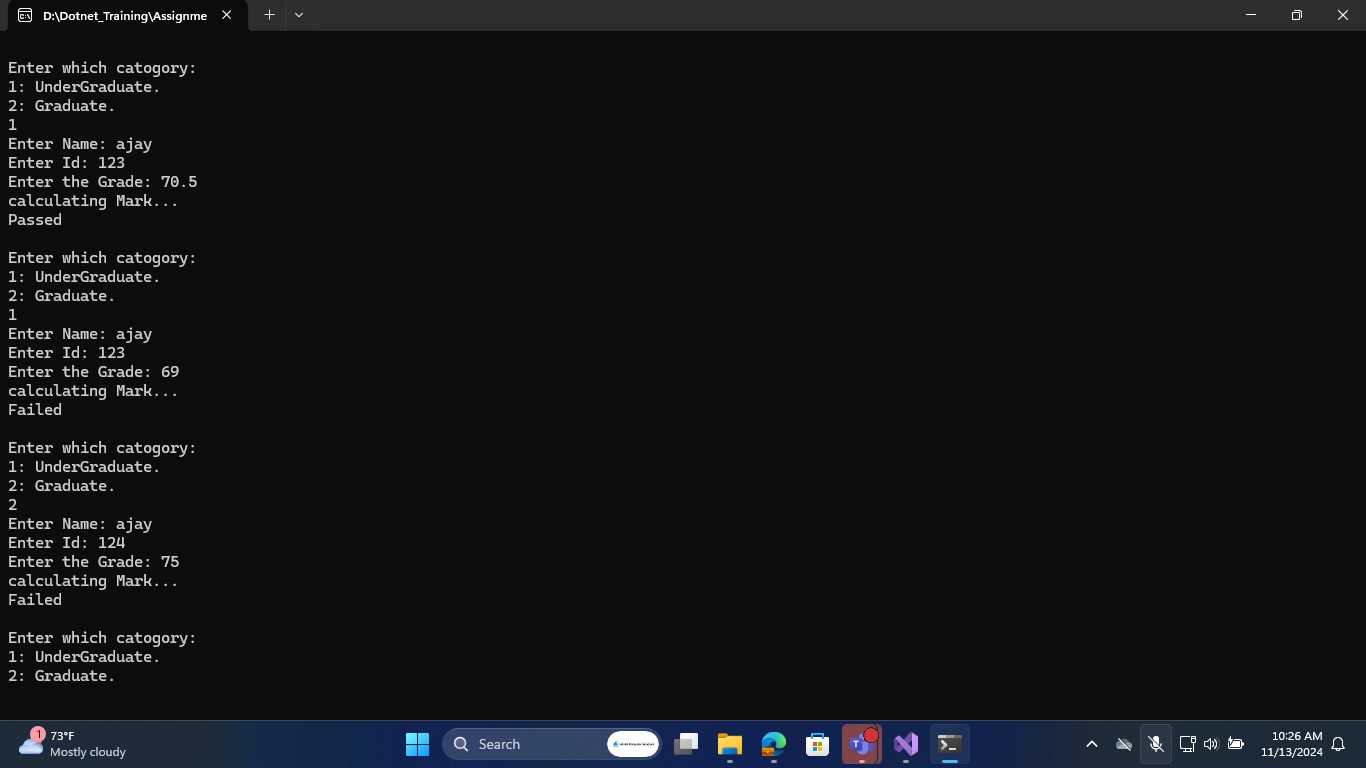 D:\Dotnet_Training\Assignme
Enter which catogory:
1: UnderGraduate.
2: Graduate.
1
Enter Name: ajay
Enter Id: 123
Enter the Grade: 70.5
calculating Mark...
Passed
Enter which catogory:
1: UnderGraduate.
2: Graduate.
1
Enter Name: ajay
Enter Id: 123
Enter the Grade: 69
calculating Mark...
Failed
Enter which catogory:
1: UnderGraduate.
2: Graduate.
2
Enter Name: ajay
Enter Id: 124
Enter the Grade: 75
calculating Mark...
Failed
Enter which catogory:
1: UnderGraduate.
2: Graduate.
1
73°F
Mostly cloudy
Search
10:26 AM
11/13/2024